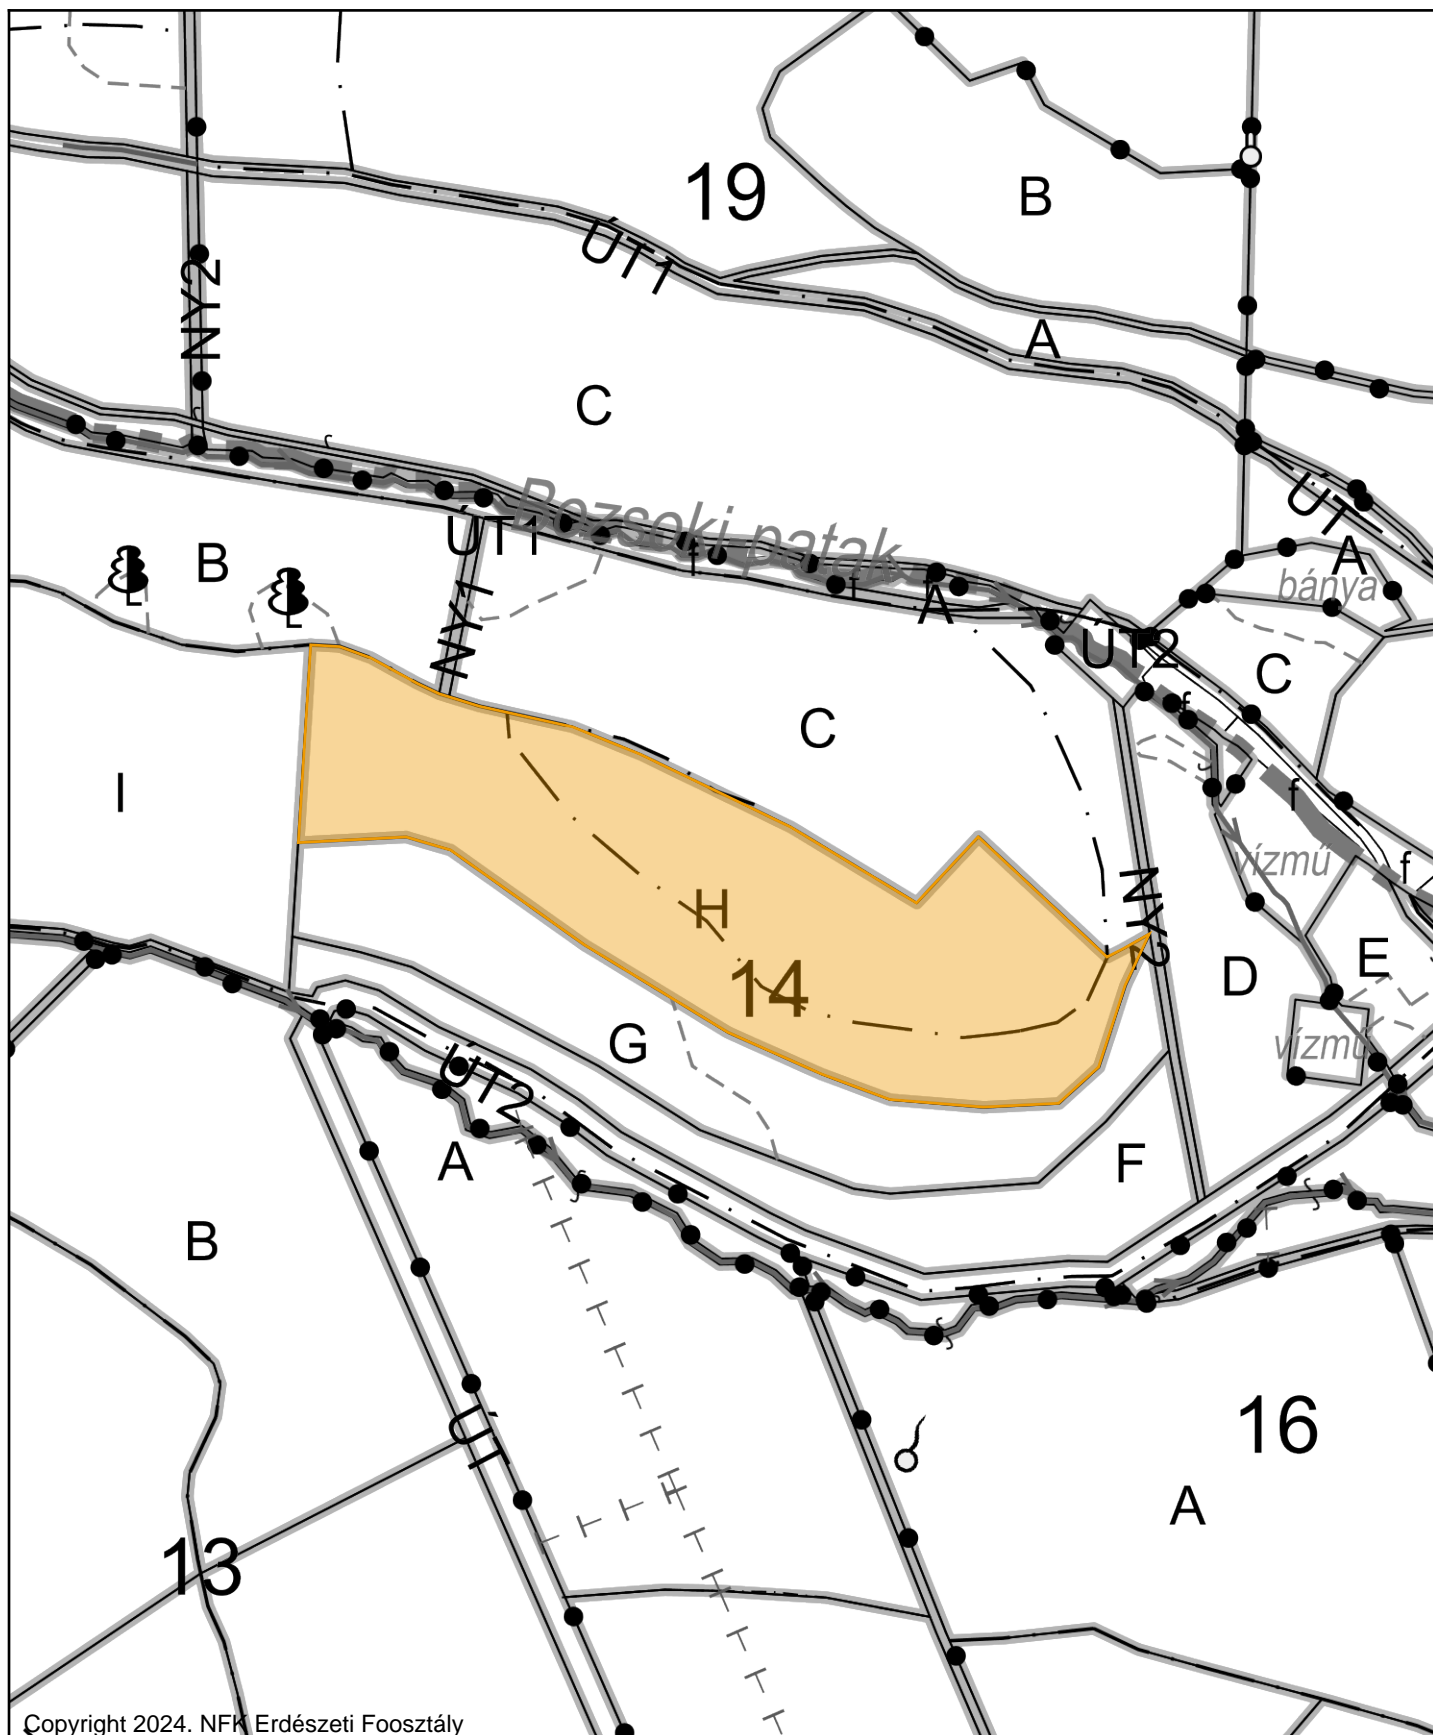 19
B
ÚT1
NY2
A
C
ÚT
Bozsoki-patak
ÚT1
f
f
f
A
bánya
B
L
L
NY1
A
ÚT2
C
f
C
I
f
vízmű
f
NY2
H
14
D
E
G
vízmű
ÚT2
A
F
B
16
ÚT
A
13
Copyright 2024. NFK Erdészeti Foosztály